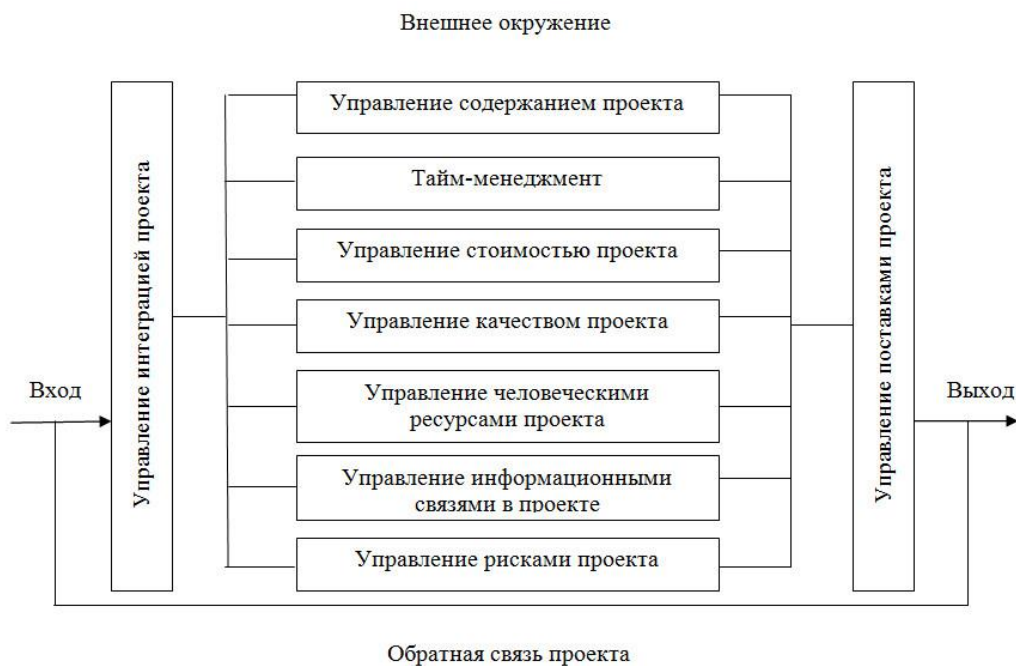 Внешнее окружение
Управление интеграцией проекта
Управление содержанием проекта
Тайм-менеджмент
Управление стоимостью проекта
Управление качеством проекта
Управление человеческими
ресурсами проекта
Управление информационными
связями в проекте
Управление рисками проекта
Управление поставками проекта
Вход
Выход
Обратная связь проекта